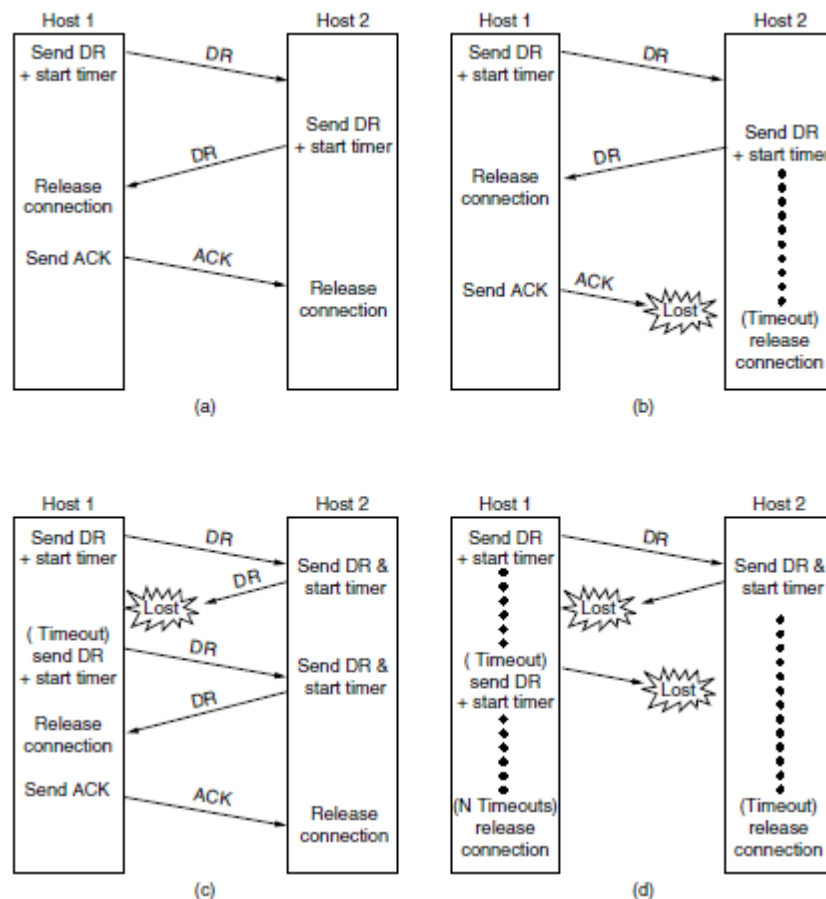 Host 1
Host 2
Send DR
+ start timer
DR
Send DR
+ start timer
DR
Release
connection
Send ACK
ACK
Release
connection
(a)
Host 1
Host 2
Send DR
+ start timer
DR
Send DR
+ start timer
DR
Release
connection
Send ACK
ACK
Lost
(Timeout)
release
connection
(b)
Host 1
Host 2
Send DR
+ start timer
DR
Send DR &
start timer
DR
Lost
( Timeout)
send DR
+ start timer
DR
Send DR &
start timer
DR
Release
connection
Send ACK
ACK
Release
connection
(c)
Host 1
Host 2
Send DR
+ start timer
DR
Send DR &
start timer
Lost
( Timeout)
send DR
+ start timer
Lost
(N Timeouts)
release
connection
(Timeout)
release
connection
(d)